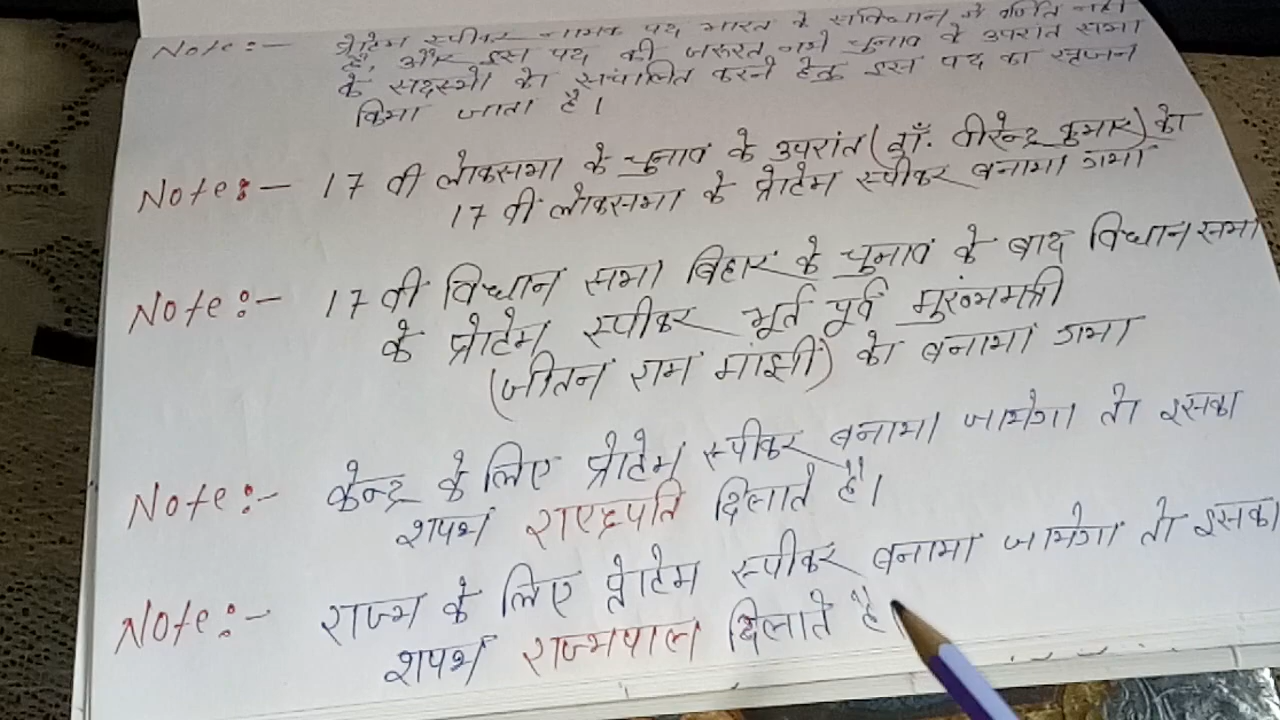 Note:- प्रोटेम स्पीकर नामक पद भारत के संविधान में वर्णित नहीं
है, और इस पद की जरूरत नये चुनाव के उपरांत सभा
के सदस्यों को संचालित करने हेतु इस पद का सृजन
किया जाता है।
Note:- 17 वी लोकसभा के चुनाव के उपरांत (डाँ. वीरेन्द्र कुमार) को
17 वी लोकसभा के प्रोटेम स्पीकर बनाया गया
Note:- 17 वी विधान सभा बिहार के चुनाव के बाद विधान सभा
के प्रोटेम स्पीकर भूर्त पूर्व मुख्यमंत्री
(जीतन राम मांझी) को बनाया गया
Note:- केन्द्र के लिए प्रोटेम स्पीकर बनाया जायेगा तो इसका
शपथ राष्ट्रपति दिलाते है।
Note:- राज्य के लिए प्रोटेम स्पीकर बनाया जायेगा तो इसका
शपथ राज्यपाल दिलाते है।